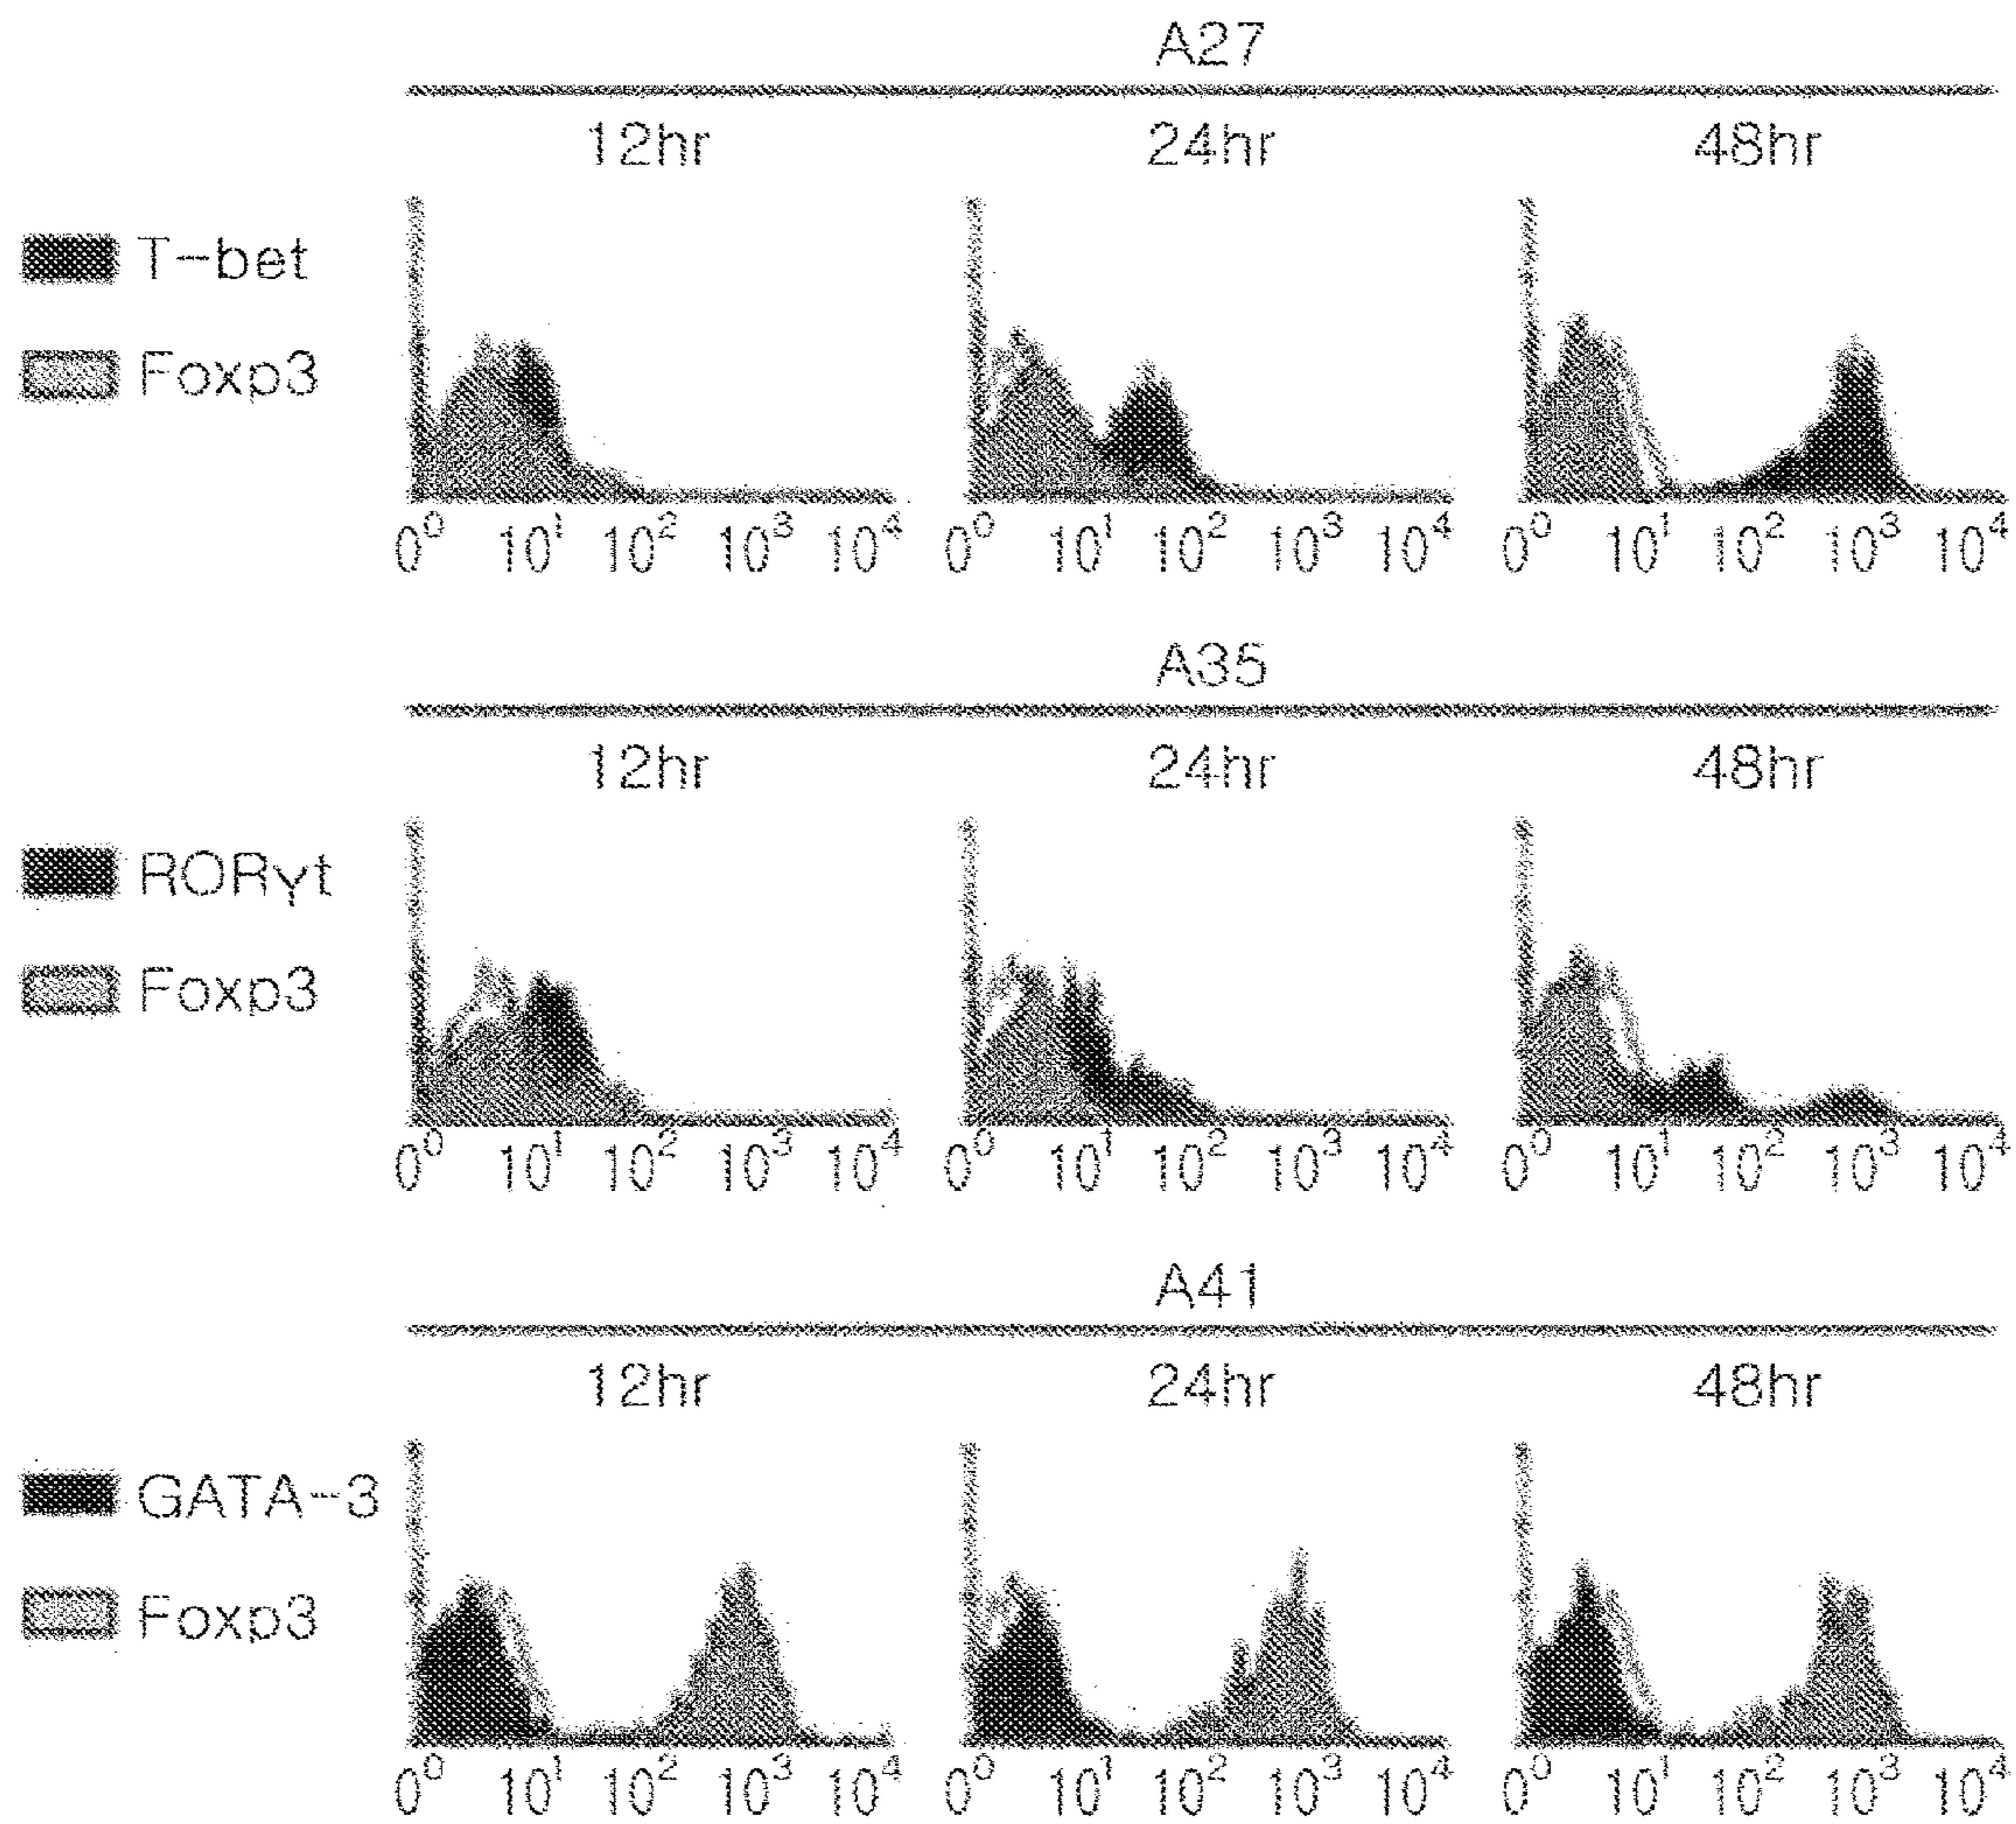 A27
12hr 24hr 48hr
T-bet
Foxp3
0⁰ 10¹ 10² 10³ 10⁴ 0⁰ 10¹ 10² 10³ 10⁴ 0⁰ 10¹ 10² 10³ 10⁴
A35
12hr 24hr 48hr
RORγt
Foxp3
0⁰ 10¹ 10² 10³ 10⁴ 0⁰ 10¹ 10² 10³ 10⁴ 0⁰ 10¹ 10² 10³ 10⁴
A41
12hr 24hr 48hr
GATA-3
Foxp3
0⁰ 10¹ 10² 10³ 10⁴ 0⁰ 10¹ 10² 10³ 10⁴ 0⁰ 10¹ 10² 10³ 10⁴